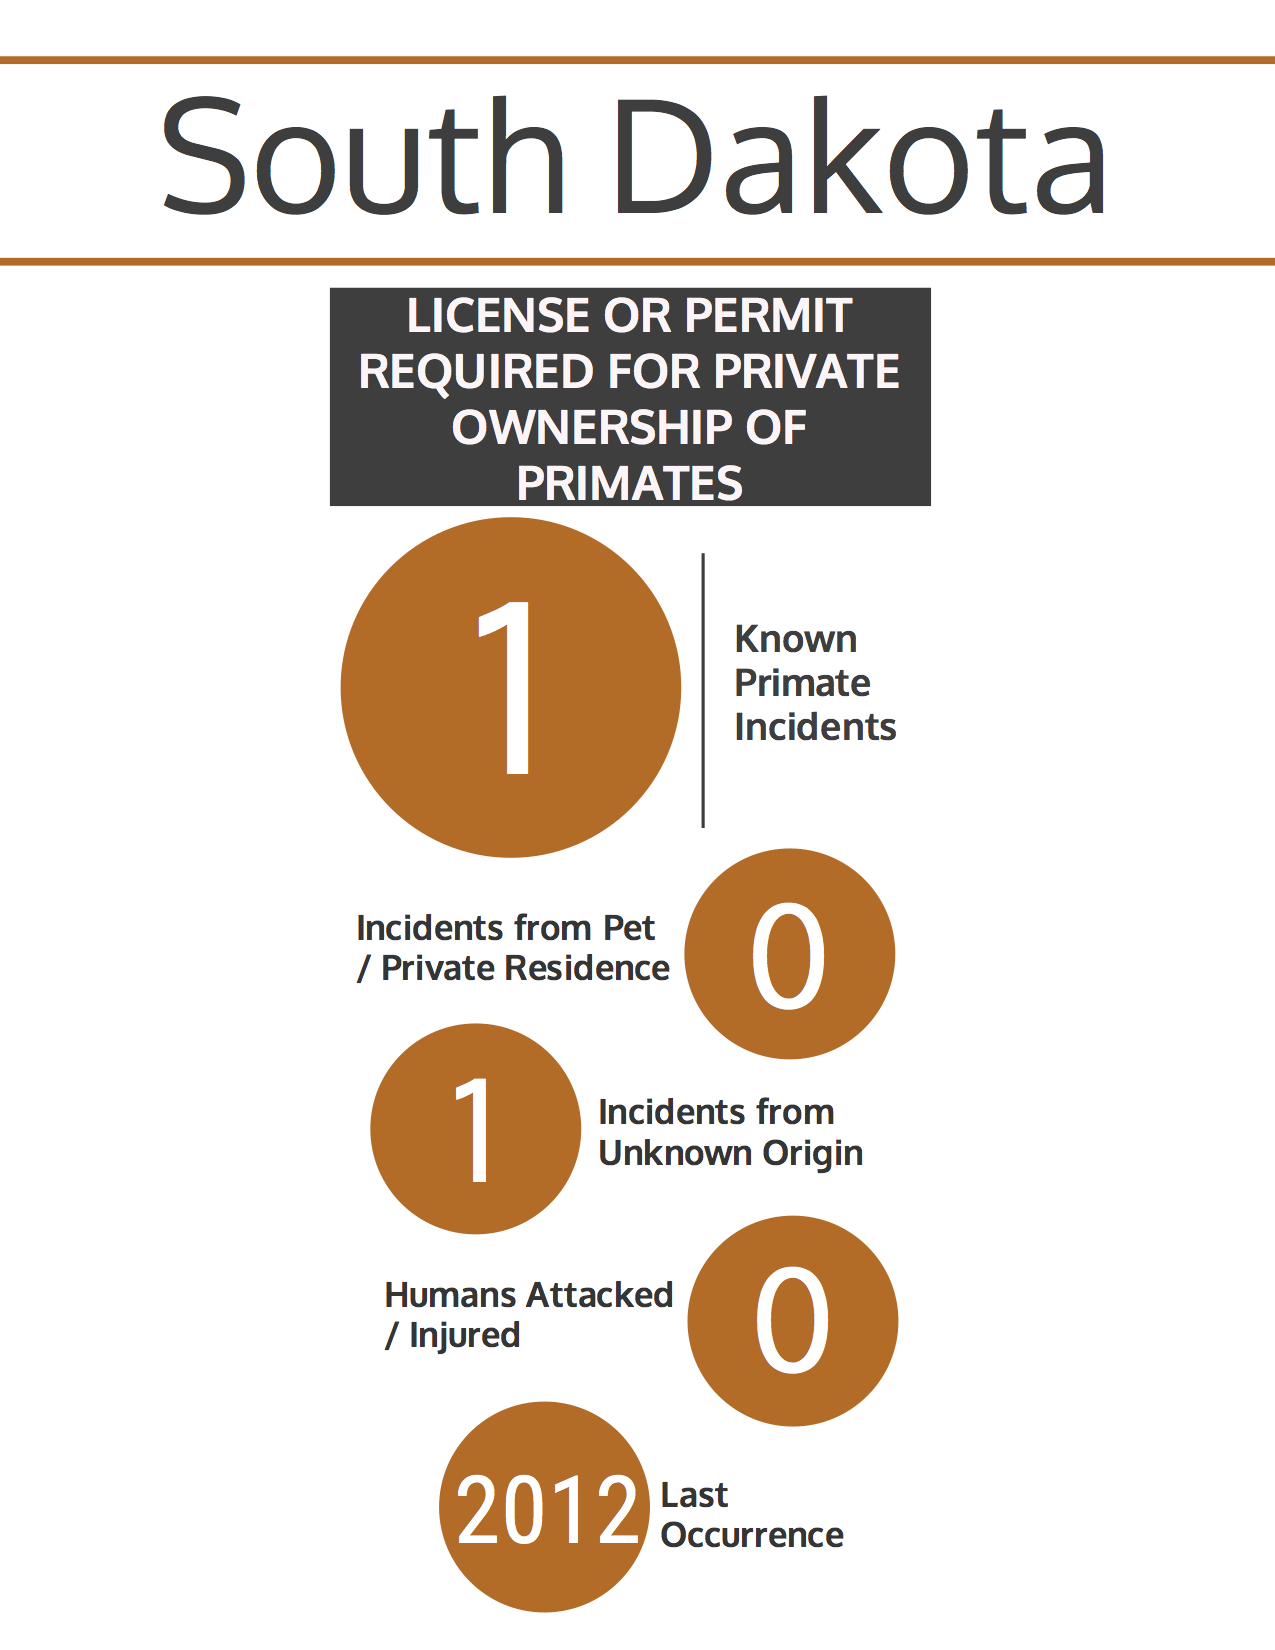 South Dakota
LICENSE OR PERMIT
REQUIRED FOR PRIVATE
OWNERSHIP OF
PRIMATES
1
Known
Primate
Incidents
Incidents from Pet
/ Private Residence
0
1
Incidents from
Unknown Origin
Humans Attacked
/ Injured
0
2012
Last
Occurrence